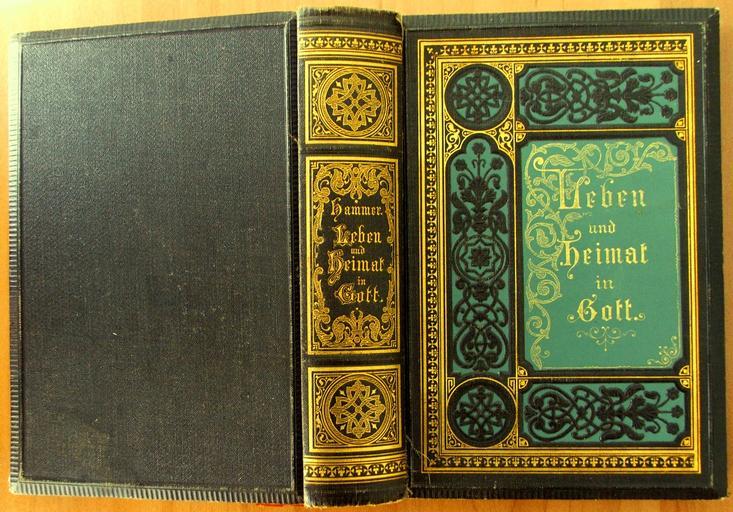 Hammer.
Leben
und
Heimat
in
Gott.
Leben
und
Heimat
in
Gott.